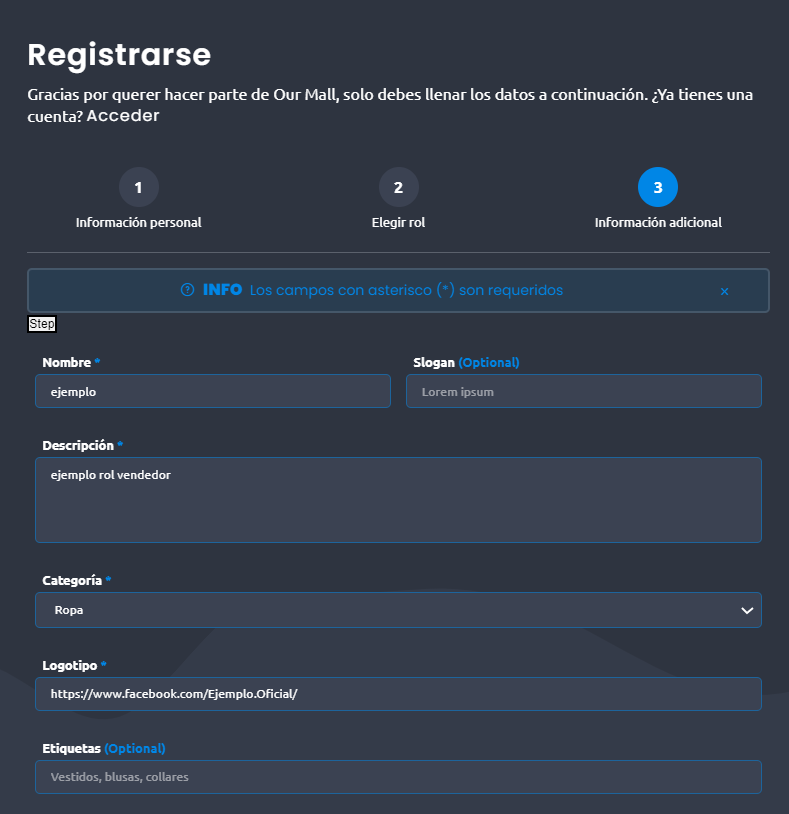 Registrarse
Gracias por querer hacer parte de Our Mall, solo debes llenar los datos a continuación. ¿Ya tienes una
cuenta? Acceder
1 2 3
Información personal Elegir rol Información adicional
INFO Los campos con asterisco (*) son requeridos ×
Step
Nombre * Slogan (Optional)
ejemplo Lorem ipsum
Descripción *
ejemplo rol vendedor
Categoría *
Ropa
Logotipo *
https://www.facebook.com/Ejemplo.Oficial/
Etiquetas (Optional)
Vestidos, blusas, collares